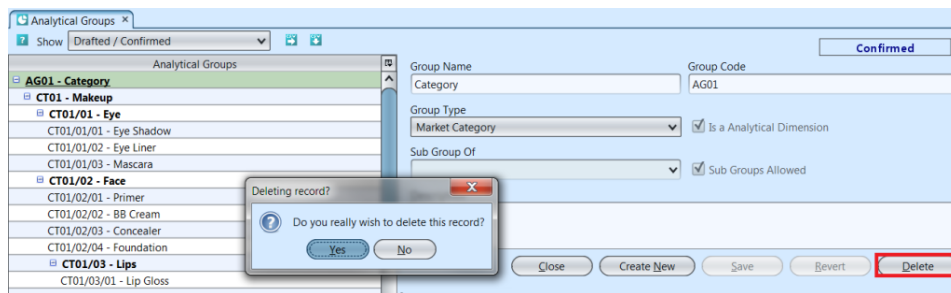 Analytical Groups ×
? Show Drafted / Confirmed
Analytical Groups
AG01 - Category
CT01 - Makeup
CT01/01 - Eye
CT01/01/01 - Eye Shadow
CT01/01/02 - Eye Liner
CT01/01/03 - Mascara
CT01/02 - Face
CT01/02/01 - Primer
CT01/02/02 - BB Cream
CT01/02/03 - Concealer
CT01/02/04 - Foundation
CT01/03 - Lips
CT01/03/01 - Lip Gloss
Confirmed
Group Name
Group Code
Category
AG01
Group Type
Market Category
Is a Analytical Dimension
Sub Group Of
Sub Groups Allowed
Deleting record?
X
? Do you really wish to delete this record?
Yes
No
Close
Create New
Save
Revert
Delete